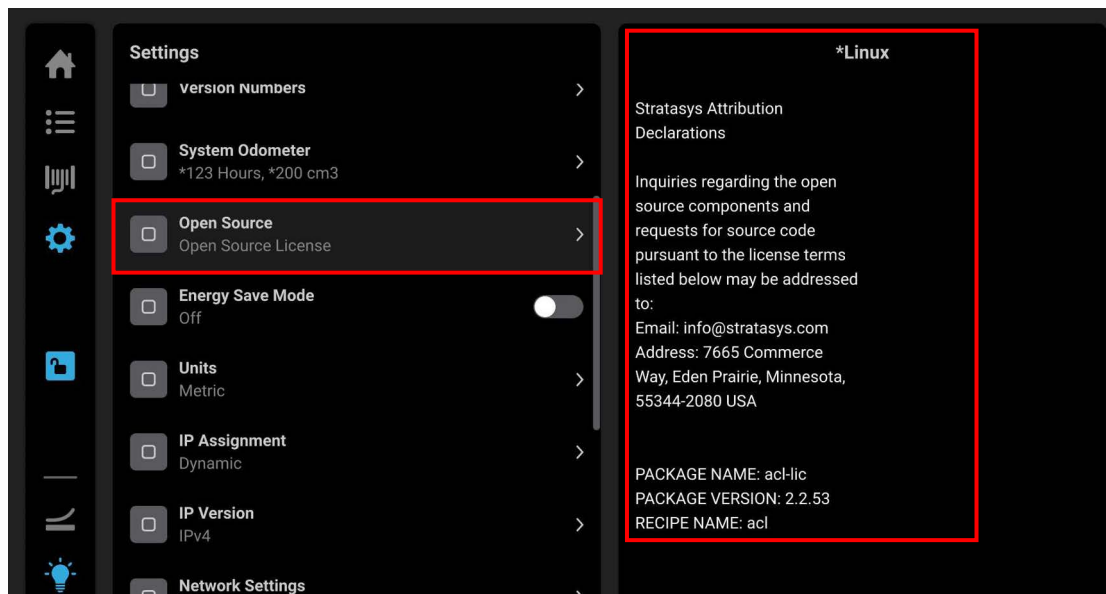 Settings
Version Numbers
System Odometer
*123 Hours, *200 cm3
Open Source
Open Source License
Energy Save Mode
Off
Units
Metric
IP Assignment
Dynamic
IP Version
IPv4
Network Settings
*Linux
Stratasys Attribution
Declarations
Inquiries regarding the open
source components and
requests for source code
pursuant to the license terms
listed below may be addressed
to:
Email: info@stratasys.com
Address: 7665 Commerce
Way, Eden Prairie, Minnesota,
55344-2080 USA
PACKAGE NAME: acl-lic
PACKAGE VERSION: 2.2.53
RECIPE NAME: acl